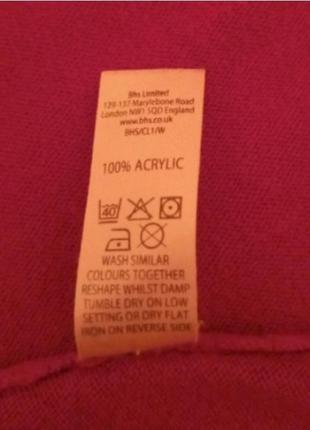 Bhs Limited
129-137 Marylebone Road
London NW1 5QD England
www.bhs.co.uk
BHS/CL1/W
100% ACRYLIC
40
WASH SIMILAR
COLOURS TOGETHER
RESHAPE WHILST DAMP
TUMBLE DRY ON LOW
SETTING OR DRY FLAT
IRON ON REVERSE SIDE